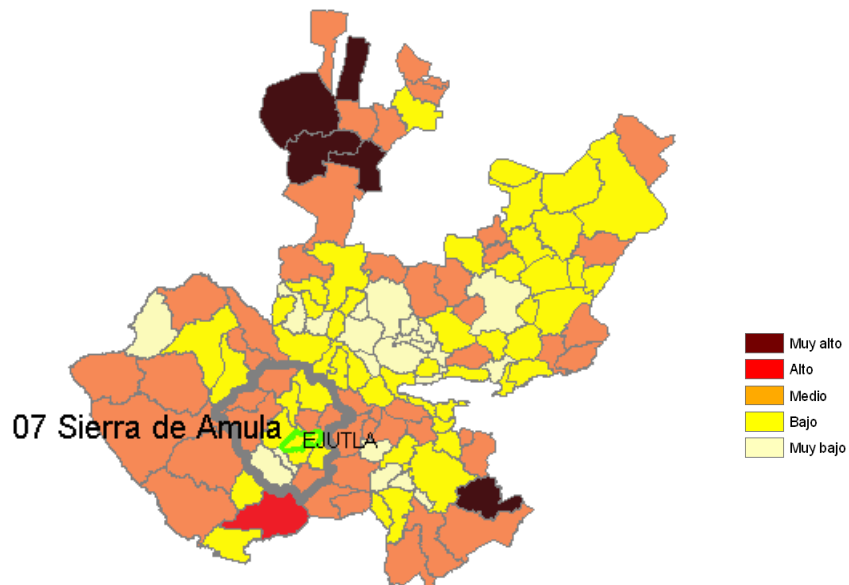 Muy alto
Alto
Medio
Bajo
Muy bajo
07 Sierra de Amula
EJUTLA